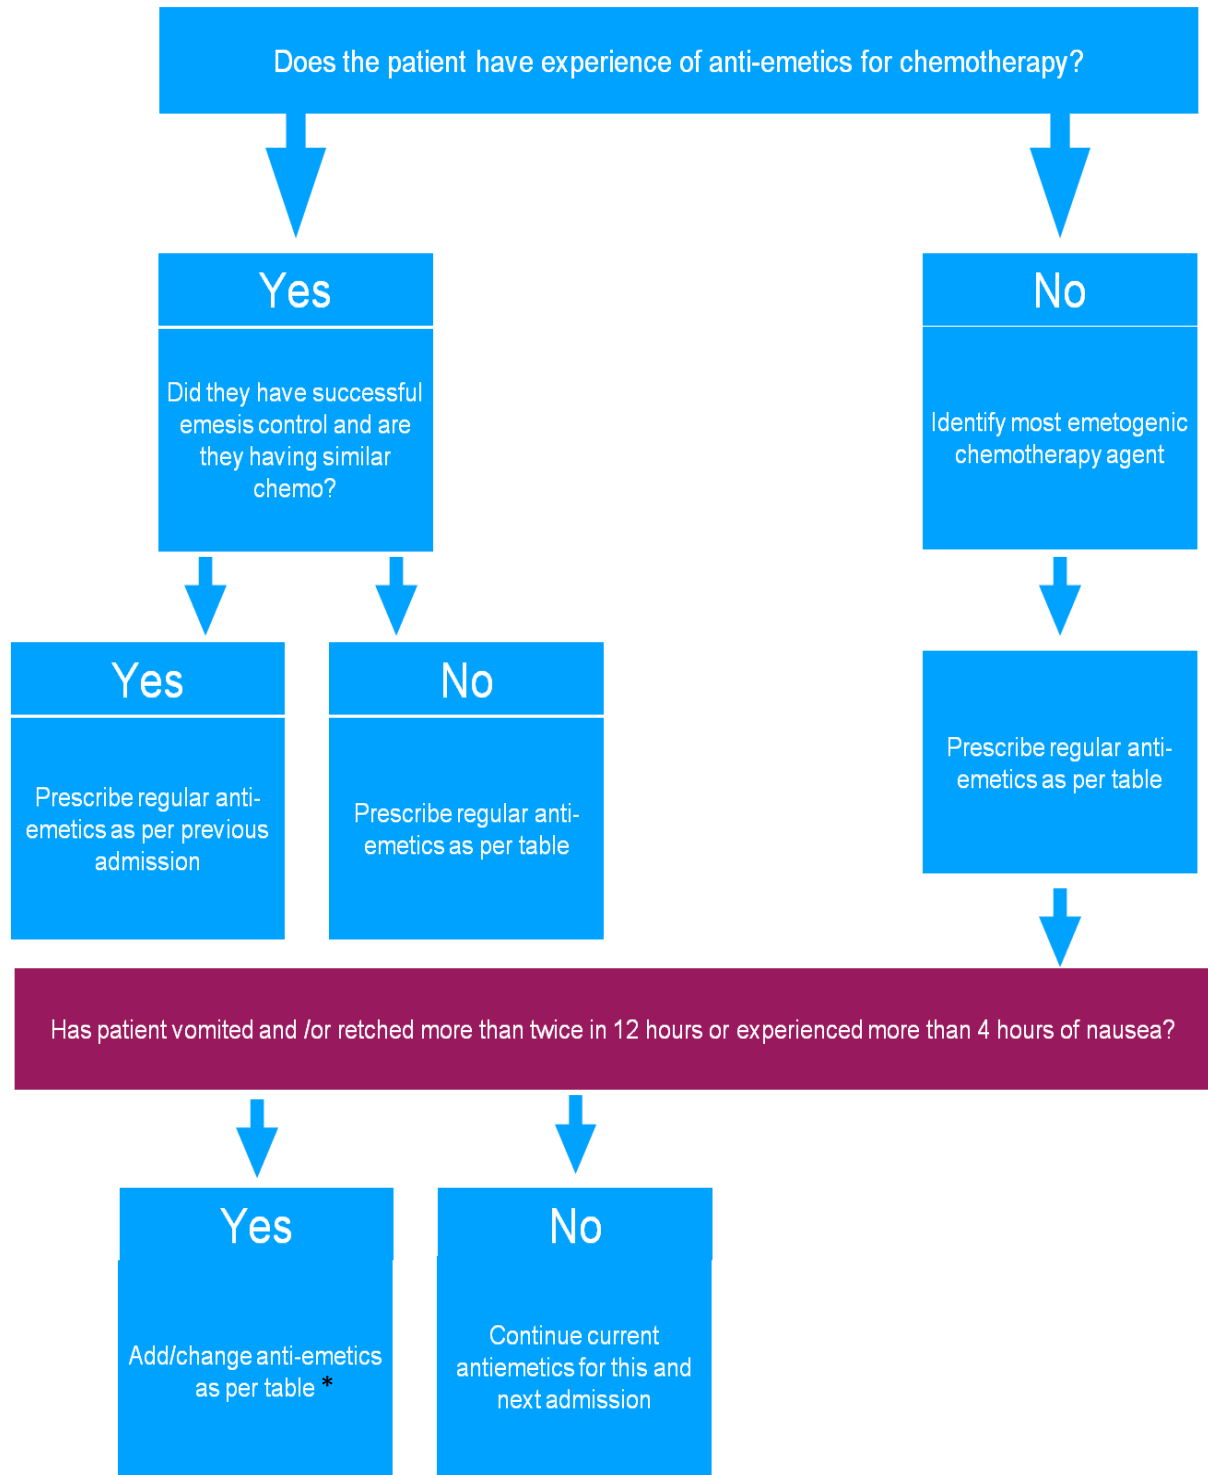 Does the patient have experience of anti-emetics for chemotherapy?
Yes
Did they have successful
emesis control and are
they having similar
chemo?
No
Identify most emetogenic
chemotherapy agent
Yes
Prescribe regular anti-
emetics as per previous
admission
No
Prescribe regular anti-
emetics as per table
Prescribe regular anti-
emetics as per table
Has patient vomited and /or retched more than twice in 12 hours or experienced more than 4 hours of nausea?
Yes
Add/change anti-emetics
as per table *
No
Continue current
antiemetics for this and
next admission